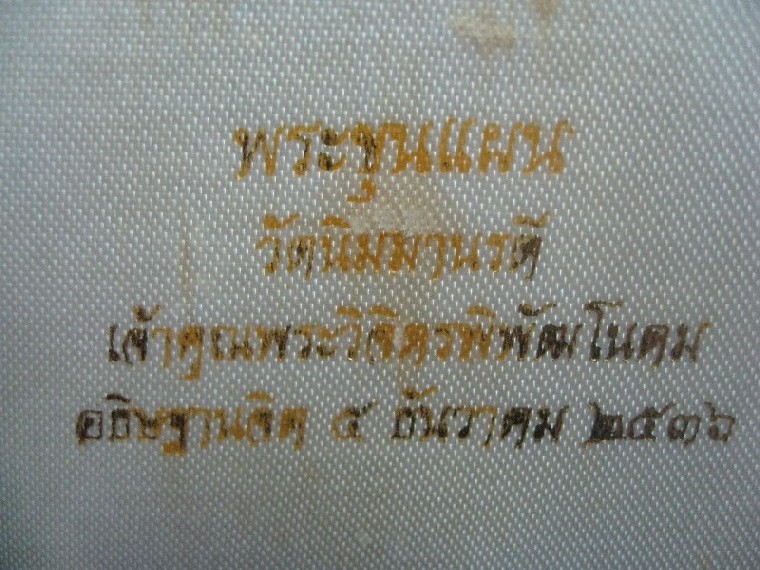 พระขุนแผน
วัดนิมมานรดี
เจ้าคุณพระวิจิตรพิพัฒโนคม
อธิษฐานจิต ๕ ธันวาคม ๒๕๓๖